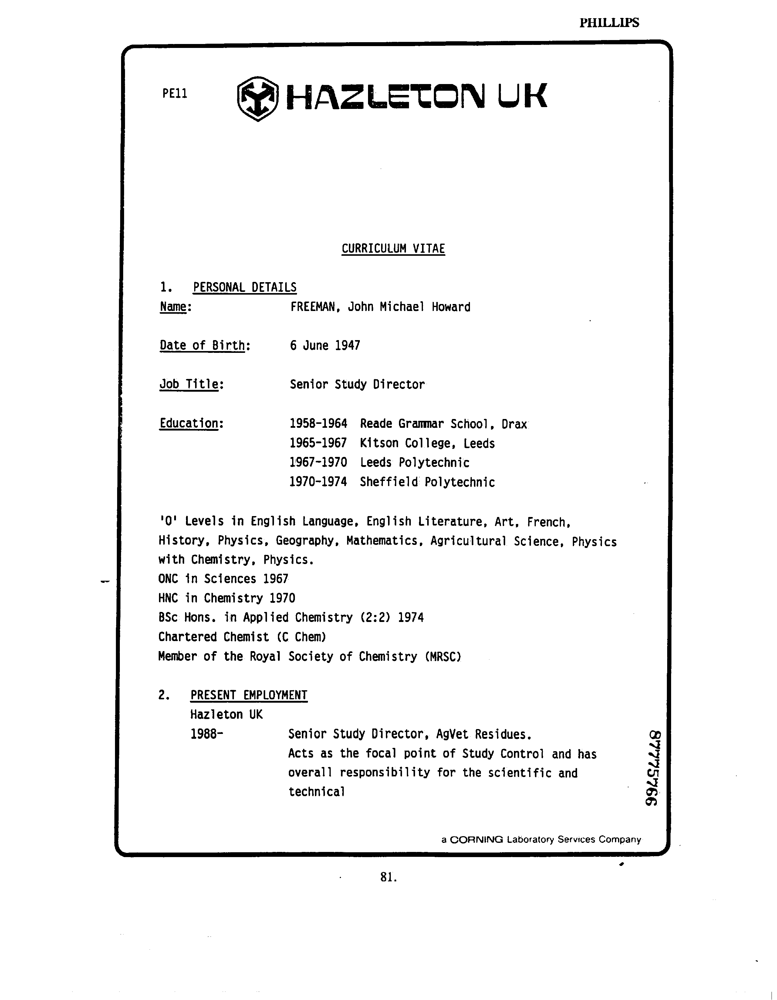 PHILLIPS
PE11
HAZLETON UK
CURRICULUM VITAE
1. PERSONAL DETAILS
Name: FREEMAN, John Michael Howard
Date of Birth: 6 June 1947
Job Title: Senior Study Director
Education: 1958-1964 Reade Grammar School, Drax
1965-1967 Kitson College, Leeds
1967-1970 Leeds Polytechnic
1970-1974 Sheffield Polytechnic
'O' Levels in English Language, English Literature, Art, French,
History, Physics, Geography, Mathematics, Agricultural Science, Physics
with Chemistry, Physics.
ONC in Sciences 1967
HNC in Chemistry 1970
BSc Hons. in Applied Chemistry (2:2) 1974
Chartered Chemist (C Chem)
Member of the Royal Society of Chemistry (MRSC)
2. PRESENT EMPLOYMENT
Hazleton UK
1988- Senior Study Director, AgVet Residues.
Acts as the focal point of Study Control and has
overall responsibility for the scientific and
technical
87775766
a CORNING Laboratory Services Company
81.